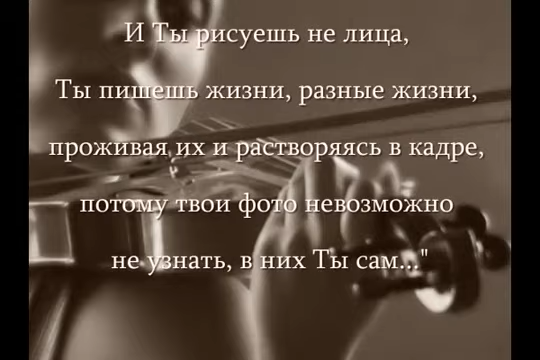 И Ты рисуешь не лица,
Ты пишешь жизни, разные жизни,
проживая их и растворяясь в кадре,
потому твои фото невозможно
не узнать, в них Ты сам..."